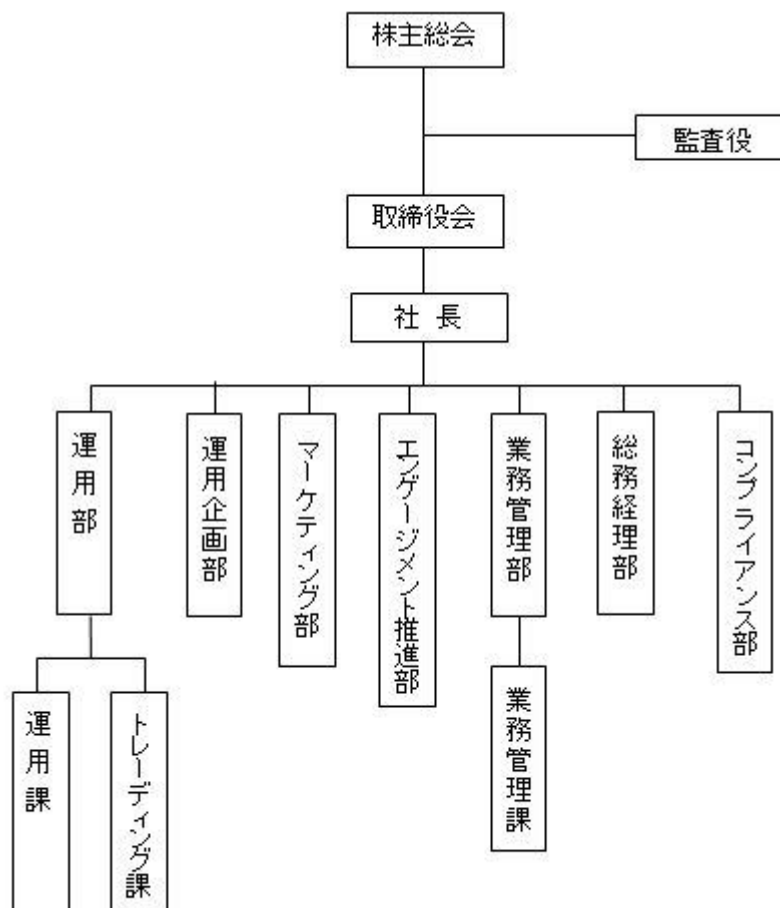 株主総会
監査役
取締役会
社 長
運用部
運用企画部
マーケティング部
エンゲージメント推進部
業務管理部
総務経理部
コンプライアンス部
運用課
トレーディング課
業務管理課